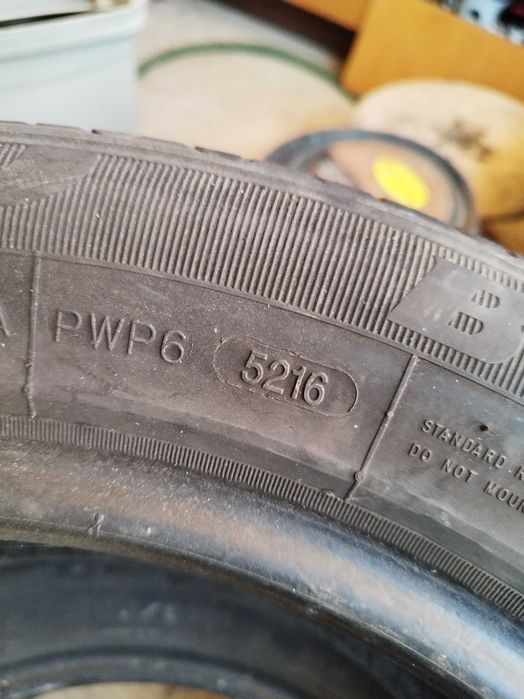 A
PWP6
5216
B
STANDARD R
DO NOT MOUN